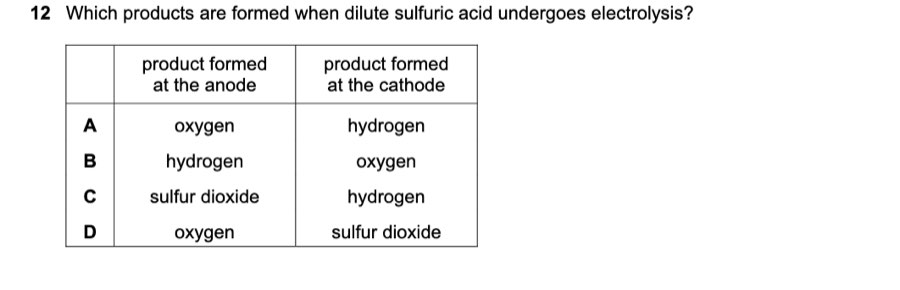 12 Which products are formed when dilute sulfuric acid undergoes electrolysis?
product formed at the anode product formed at the cathode
A oxygen hydrogen
B hydrogen oxygen
C sulfur dioxide hydrogen
D oxygen sulfur dioxide